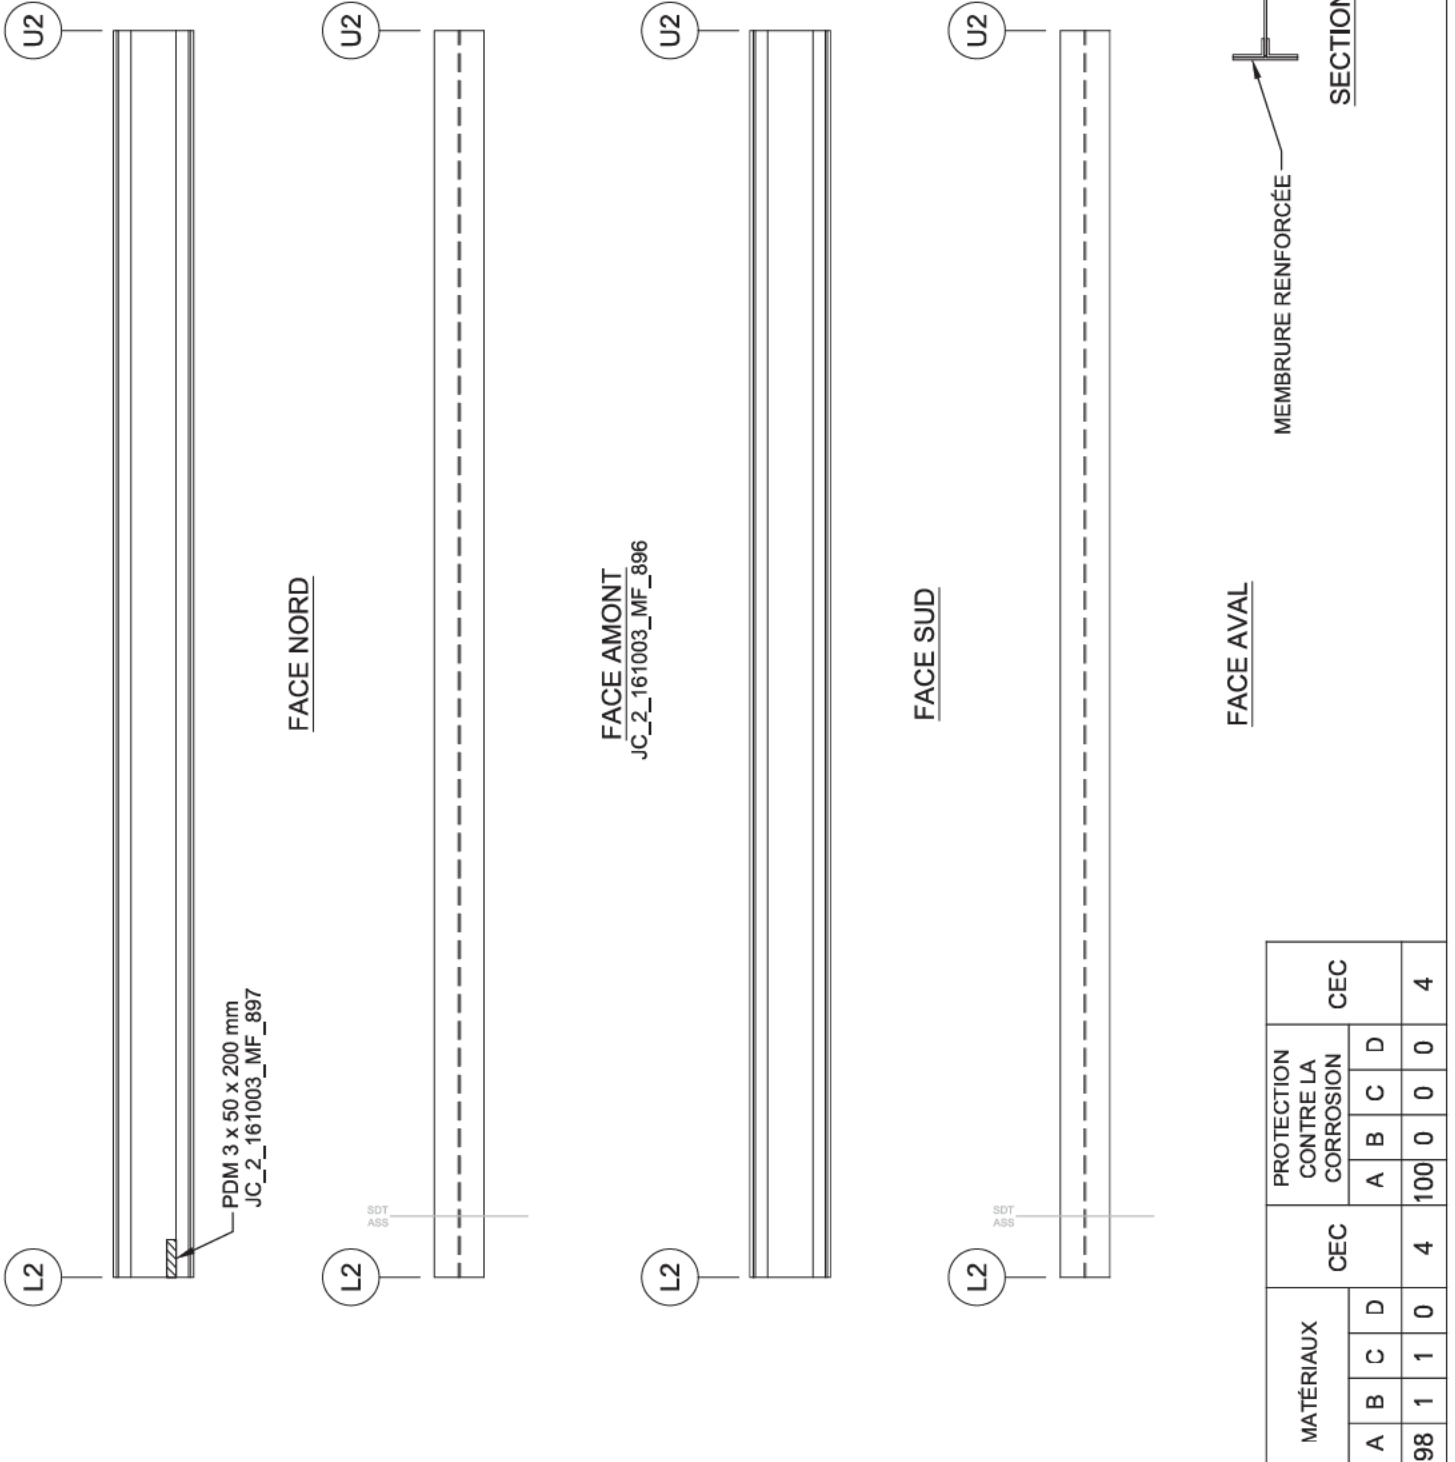 U2
U2
U2
U2
L2
L2
L2
L2
PDM 3 x 50 x 200 mm
JC_2_161003_MF_897
FACE NORD
SDT
ASS
FACE AMONT
JC_2_161003_MF_896
FACE SUD
SDT
ASS
FACE AVAL
MEMBRURE RENFORCÉE
SECTION
MATÉRIAUX CEC PROTECTION CONTRE LA CORROSION CEC
A B C D A B C D
98 1 1 0 4 100 0 0 0 4